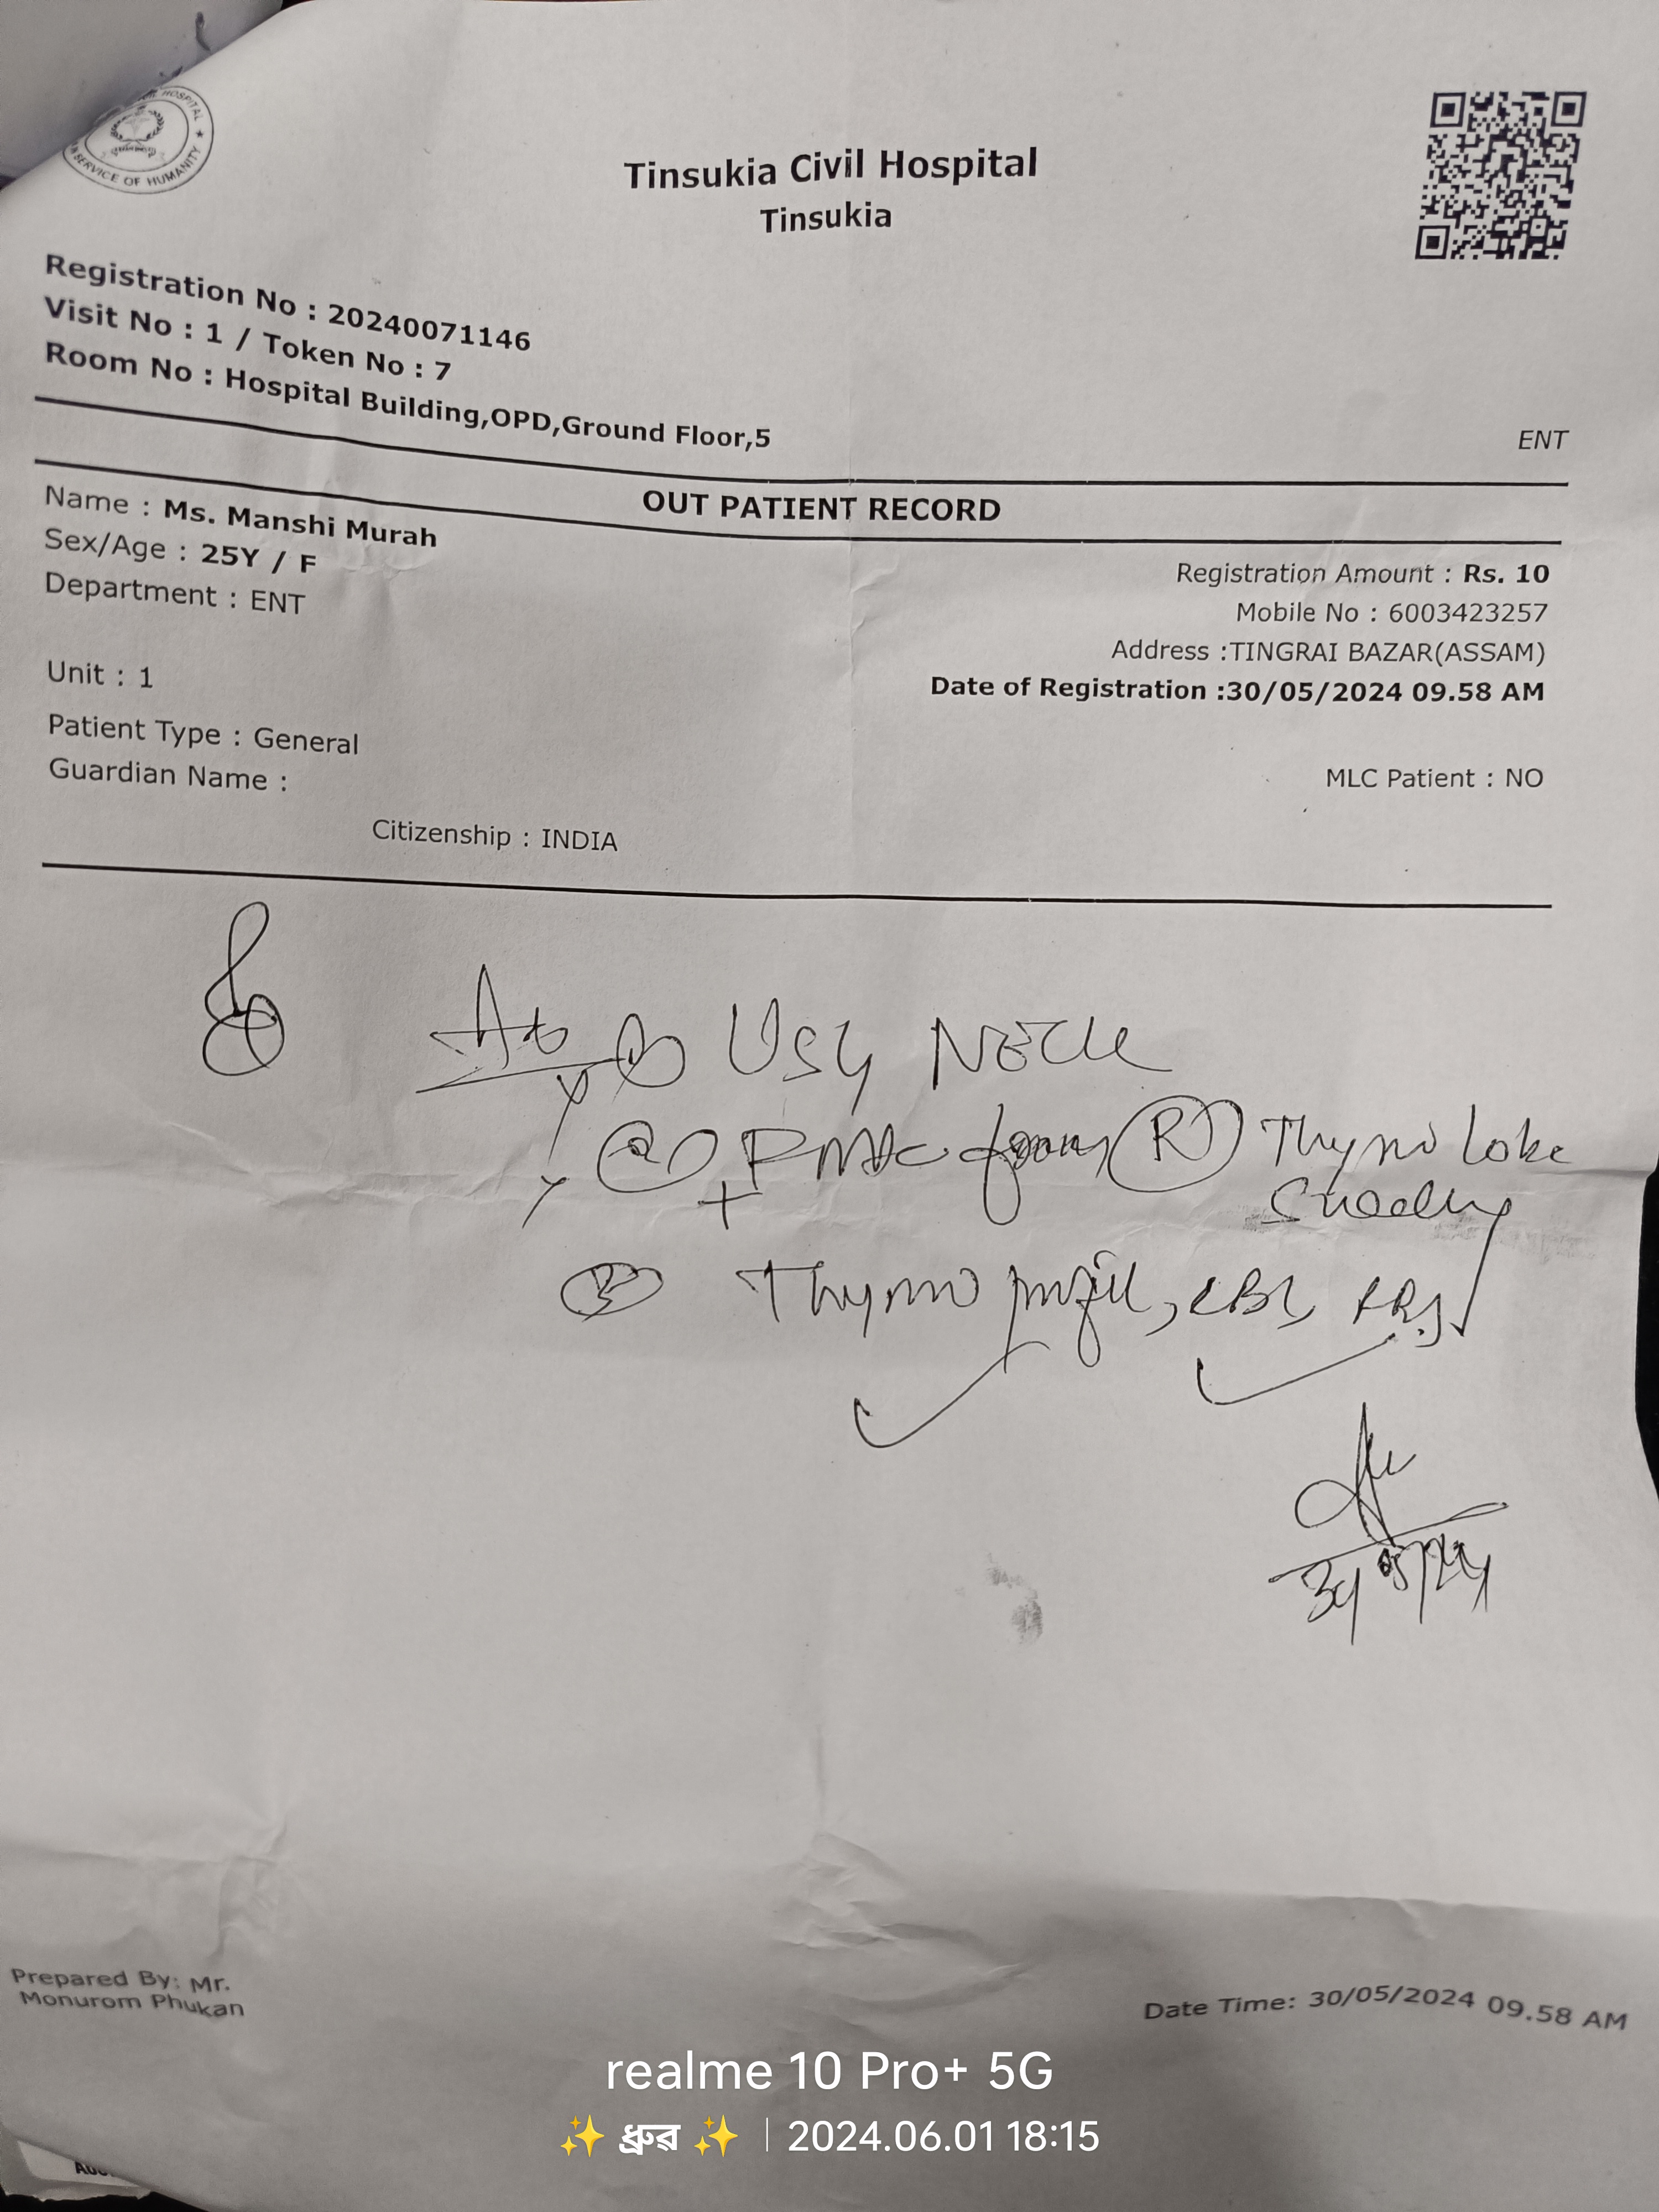 HOSPITAL
SERVICE OF HUMANITY
Tinsukia Civil Hospital
Tinsukia
Registration No : 20240071146
Visit No : 1 / Token No : 7
Room No : Hospital Building,OPD,Ground Floor,5
ENT
OUT PATIENT RECORD
Name : Ms. Manshi Murah
Sex/Age : 25Y / F
Department : ENT
Registration Amount : Rs. 10
Mobile No : 6003423257
Address :TINGRAI BAZAR(ASSAM)
Date of Registration :30/05/2024 09.58 AM
Unit : 1
Patient Type : General
Guardian Name :
MLC Patient : NO
Citizenship : INDIA
USG NECK
FNAC from (R) Thyroid Lobe
Swelling
Thyroid profile, CBC,
Prepared By: Mr.
Monurom Phukan
Date Time: 30/05/2024 09.58 AM
realme 10 Pro+ 5G
✨ ধ্ৰুৱ ✨ | 2024.06.01 18:15